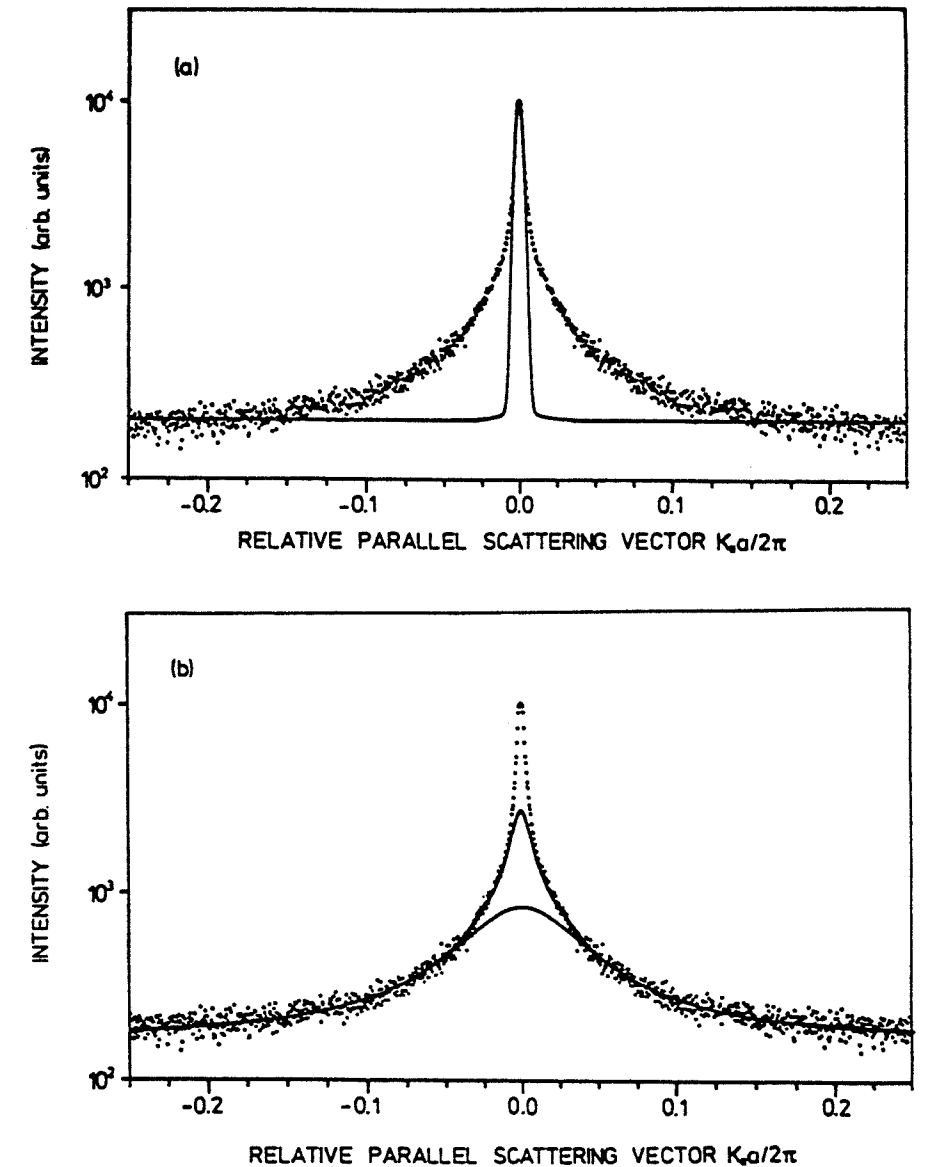 (a)
INTENSITY (arb. units)
10⁴
10³
10²
-0.2 -0.1 0.0 0.1 0.2
RELATIVE PARALLEL SCATTERING VECTOR K„a/2π
(b)
INTENSITY (arb. units)
10⁴
10³
10²
-0.2 -0.1 0.0 0.1 0.2
RELATIVE PARALLEL SCATTERING VECTOR K„a/2π